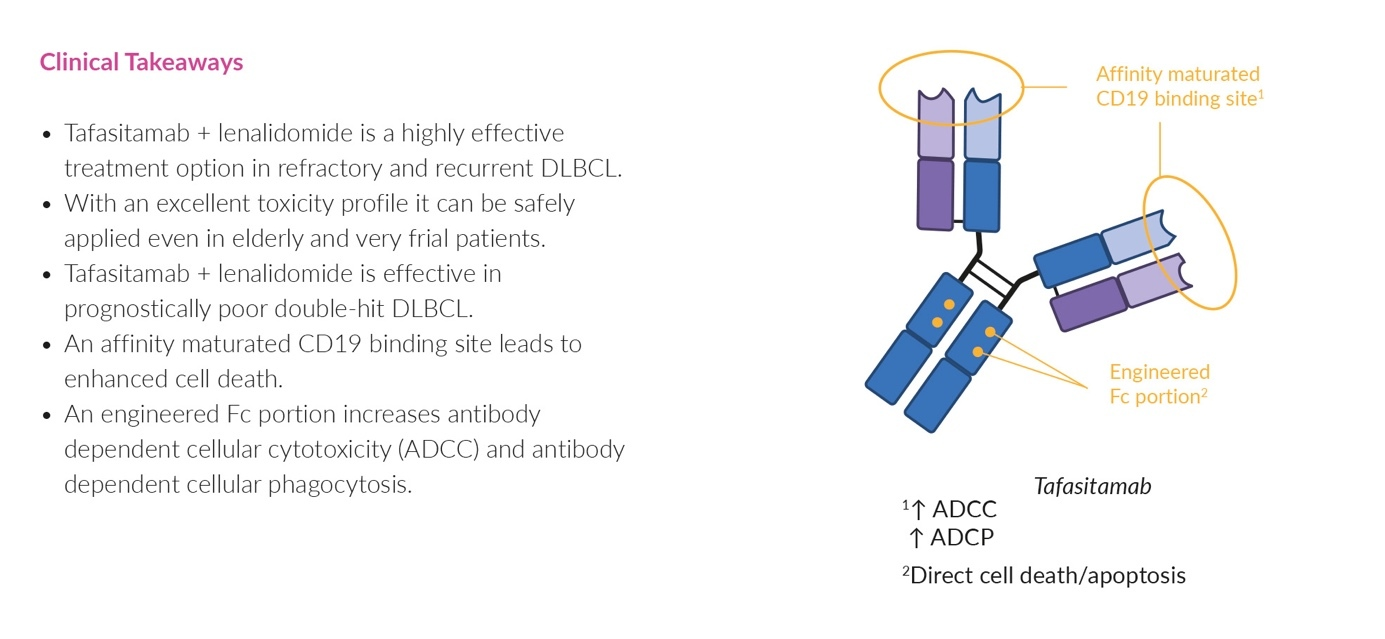 Clinical Takeaways
• Tafasitamab + lenalidomide is a highly effective
treatment option in refractory and recurrent DLBCL.
• With an excellent toxicity profile it can be safely
applied even in elderly and very frial patients.
• Tafasitamab + lenalidomide is effective in
prognostically poor double-hit DLBCL.
• An affinity maturated CD19 binding site leads to
enhanced cell death.
• An engineered Fc portion increases antibody
dependent cellular cytotoxicity (ADCC) and antibody
dependent cellular phagocytosis.
Affinity maturated
CD19 binding site¹
Engineered
Fc portion²
Tafasitamab
¹↑ ADCC
↑ ADCP
²Direct cell death/apoptosis